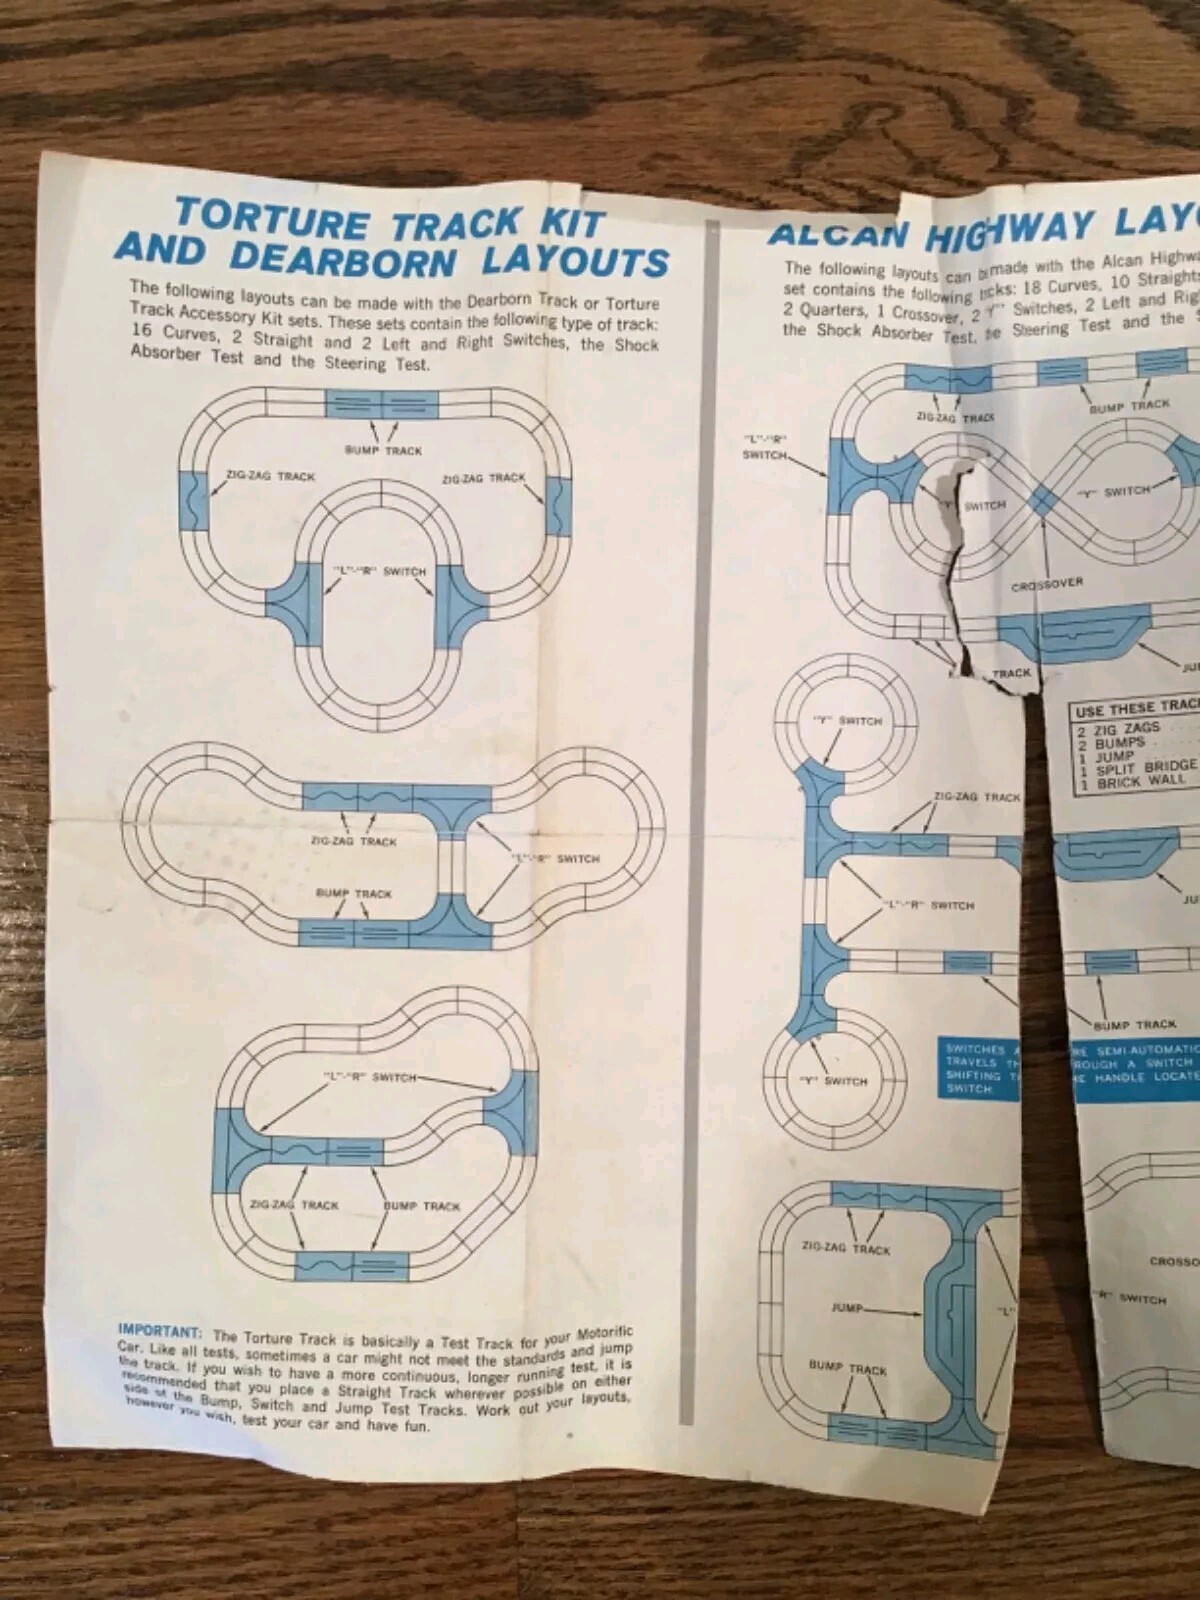 TORTURE TRACK KIT
AND DEARBORN LAYOUTS
The following layouts can be made with the Dearborn Track or Torture
Track Accessory Kit sets. These sets contain the following type of track:
16 Curves, 2 Straight and 2 Left and Right Switches, the Shock
Absorber Test and the Steering Test.
BUMP TRACK
ZIG-ZAG TRACK
ZIG-ZAG TRACK
"L"-"R" SWITCH
ZIG-ZAG TRACK
"L"-"R" SWITCH
BUMP TRACK
"L"-"R" SWITCH
ZIG-ZAG TRACK
BUMP TRACK
IMPORTANT: The Torture Track is basically a Test Track for your Motorific
Car. Like all tests, sometimes a car might not meet the standards and jump
the track. If you wish to have a more continuous, longer running test, it is
recommended that you place a Straight Track wherever possible on either
side of the Bump, Switch and Jump Test Tracks. Work out your layouts,
however you wish, test your car and have fun.
ALCAN HIGHWAY LAYO
The following layouts can made with the Alcan Highwa
set contains the following cks: 18 Curves, 10 Straights
2 Quarters, 1 Crossover, 2 Switches, 2 Left and Rig
the Shock Absorber Test, Steering Test and the S
ZIG-ZAG TRACK
BUMP TRACK
"L"-"R"
SWITCH
SWITCH
"Y" SWITCH
CROSSOVER
TRACK
JU
"Y" SWITCH
USE THESE TRAC
2 ZIG ZAGS
2 BUMPS
1 JUMP
1 SPLIT BRIDGE
1 BRICK WALL
ZIG-ZAG TRACK
"L"-"R" SWITCH
JU
BUMP TRACK
SWITCHES A RE SEMI-AUTOMATIC
TRAVELS TH ROUGH A SWITCH
SHIFTING T HE HANDLE LOCATE
SWITCH.
"Y" SWITCH
ZIG-ZAG TRACK
CROSSO
"R" SWITCH
JUMP
"L"
BUMP TRACK